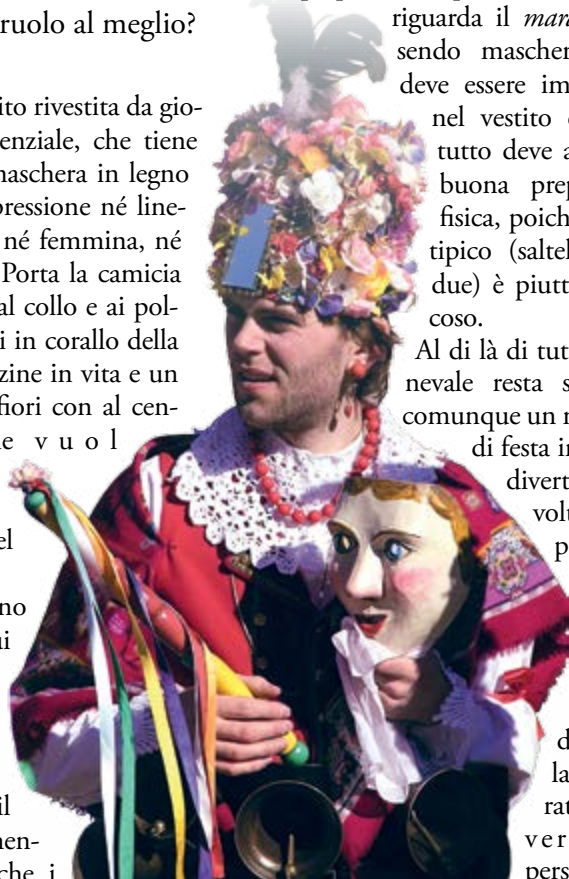 ruolo al meglio?
ito rivestita da gio-
enziale, che tiene
maschera in legno
pressione né line-
né femmina, né
Porta la camicia
al collo e ai pol-
i in corallo della
zine in vita e un
fiori con al cen-
e v u o l
el
no
ui
il
men-
che i
riguarda il mar
sendo mascher
deve essere im
nel vestito
tutto deve a
buona prep
fisica, poich
tipico (saltel
due) è piutt
coso.
Al di là di tut
nevale resta s
comunque un
di festa in
divert
volt
p
d
la
rat
ver
pers